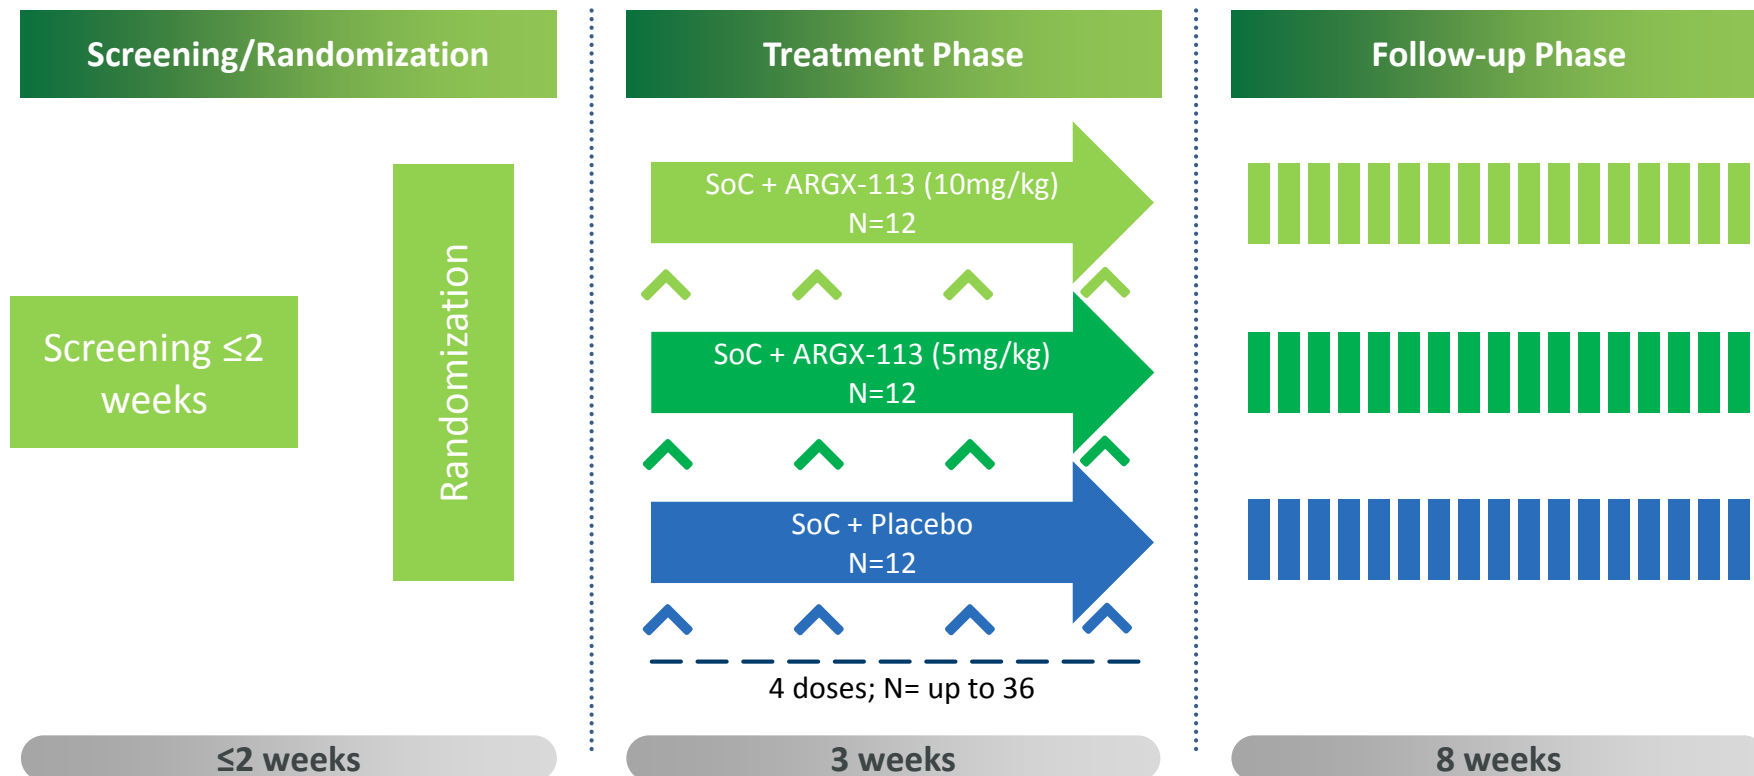 Screening/Randomization
Treatment Phase
Follow-up Phase
Screening ≤2
weeks
Randomization
SoC + ARGX-113 (10mg/kg)
N=12
SoC + ARGX-113 (5mg/kg)
N=12
SoC + Placebo
N=12
4 doses; N= up to 36
≤2 weeks
3 weeks
8 weeks